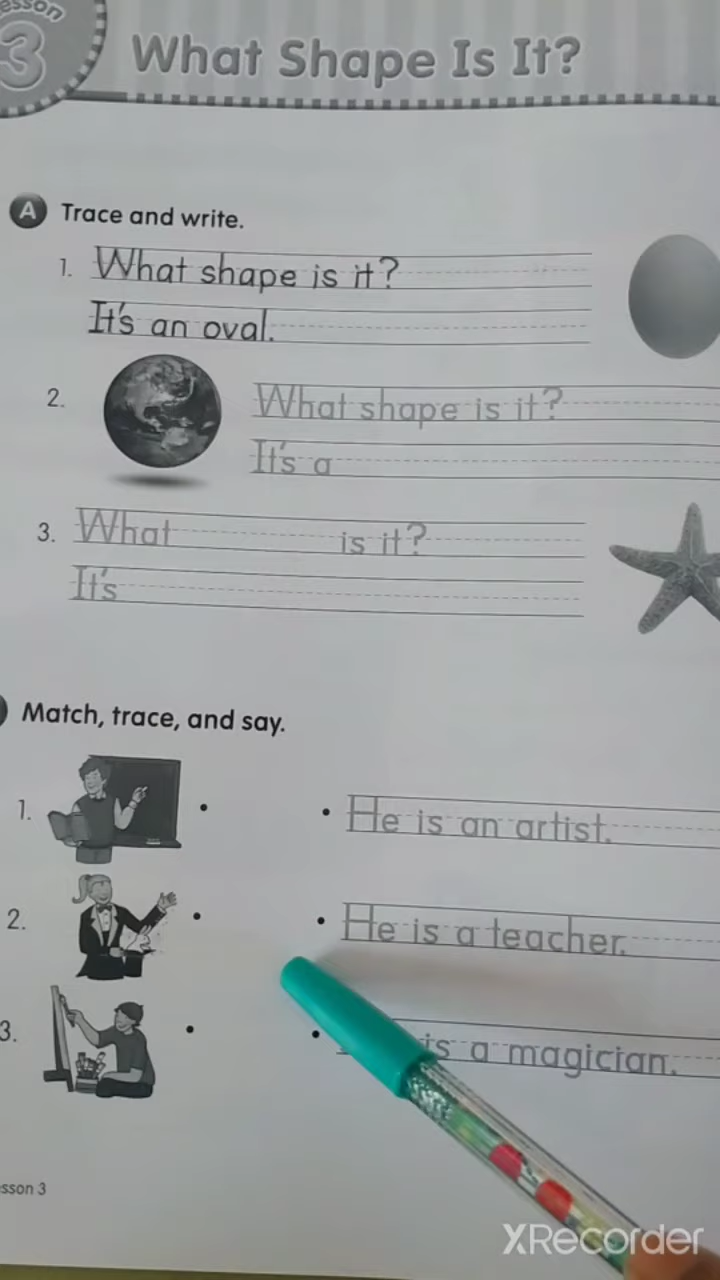 esson
3
What Shape Is It?
A Trace and write.
1. What shape is it?
It's an oval.
2. What shape is it?
It's a
3. What is it?
It's
Match, trace, and say.
1. He is an artist.
2. He is a teacher.
3. is a magician.
sson 3
XRecorder